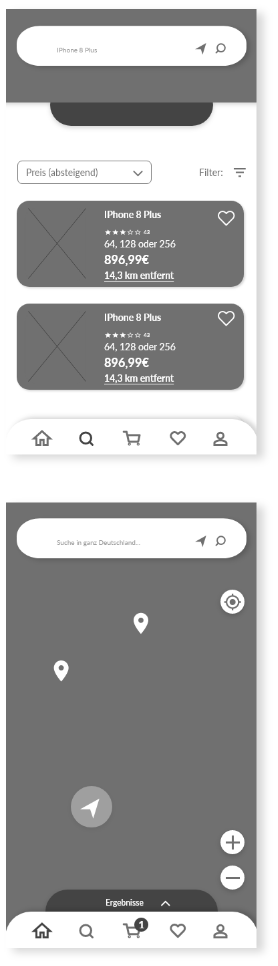 IPhone 8 Plus
Preis (absteigend)
Filter:
IPhone 8 Plus
43
64, 128 oder 256
896,99€
14,3 km entfernt
IPhone 8 Plus
43
64, 128 oder 256
896,99€
14,3 km entfernt
Suche in ganz Deutschland...
Ergebnisse
1